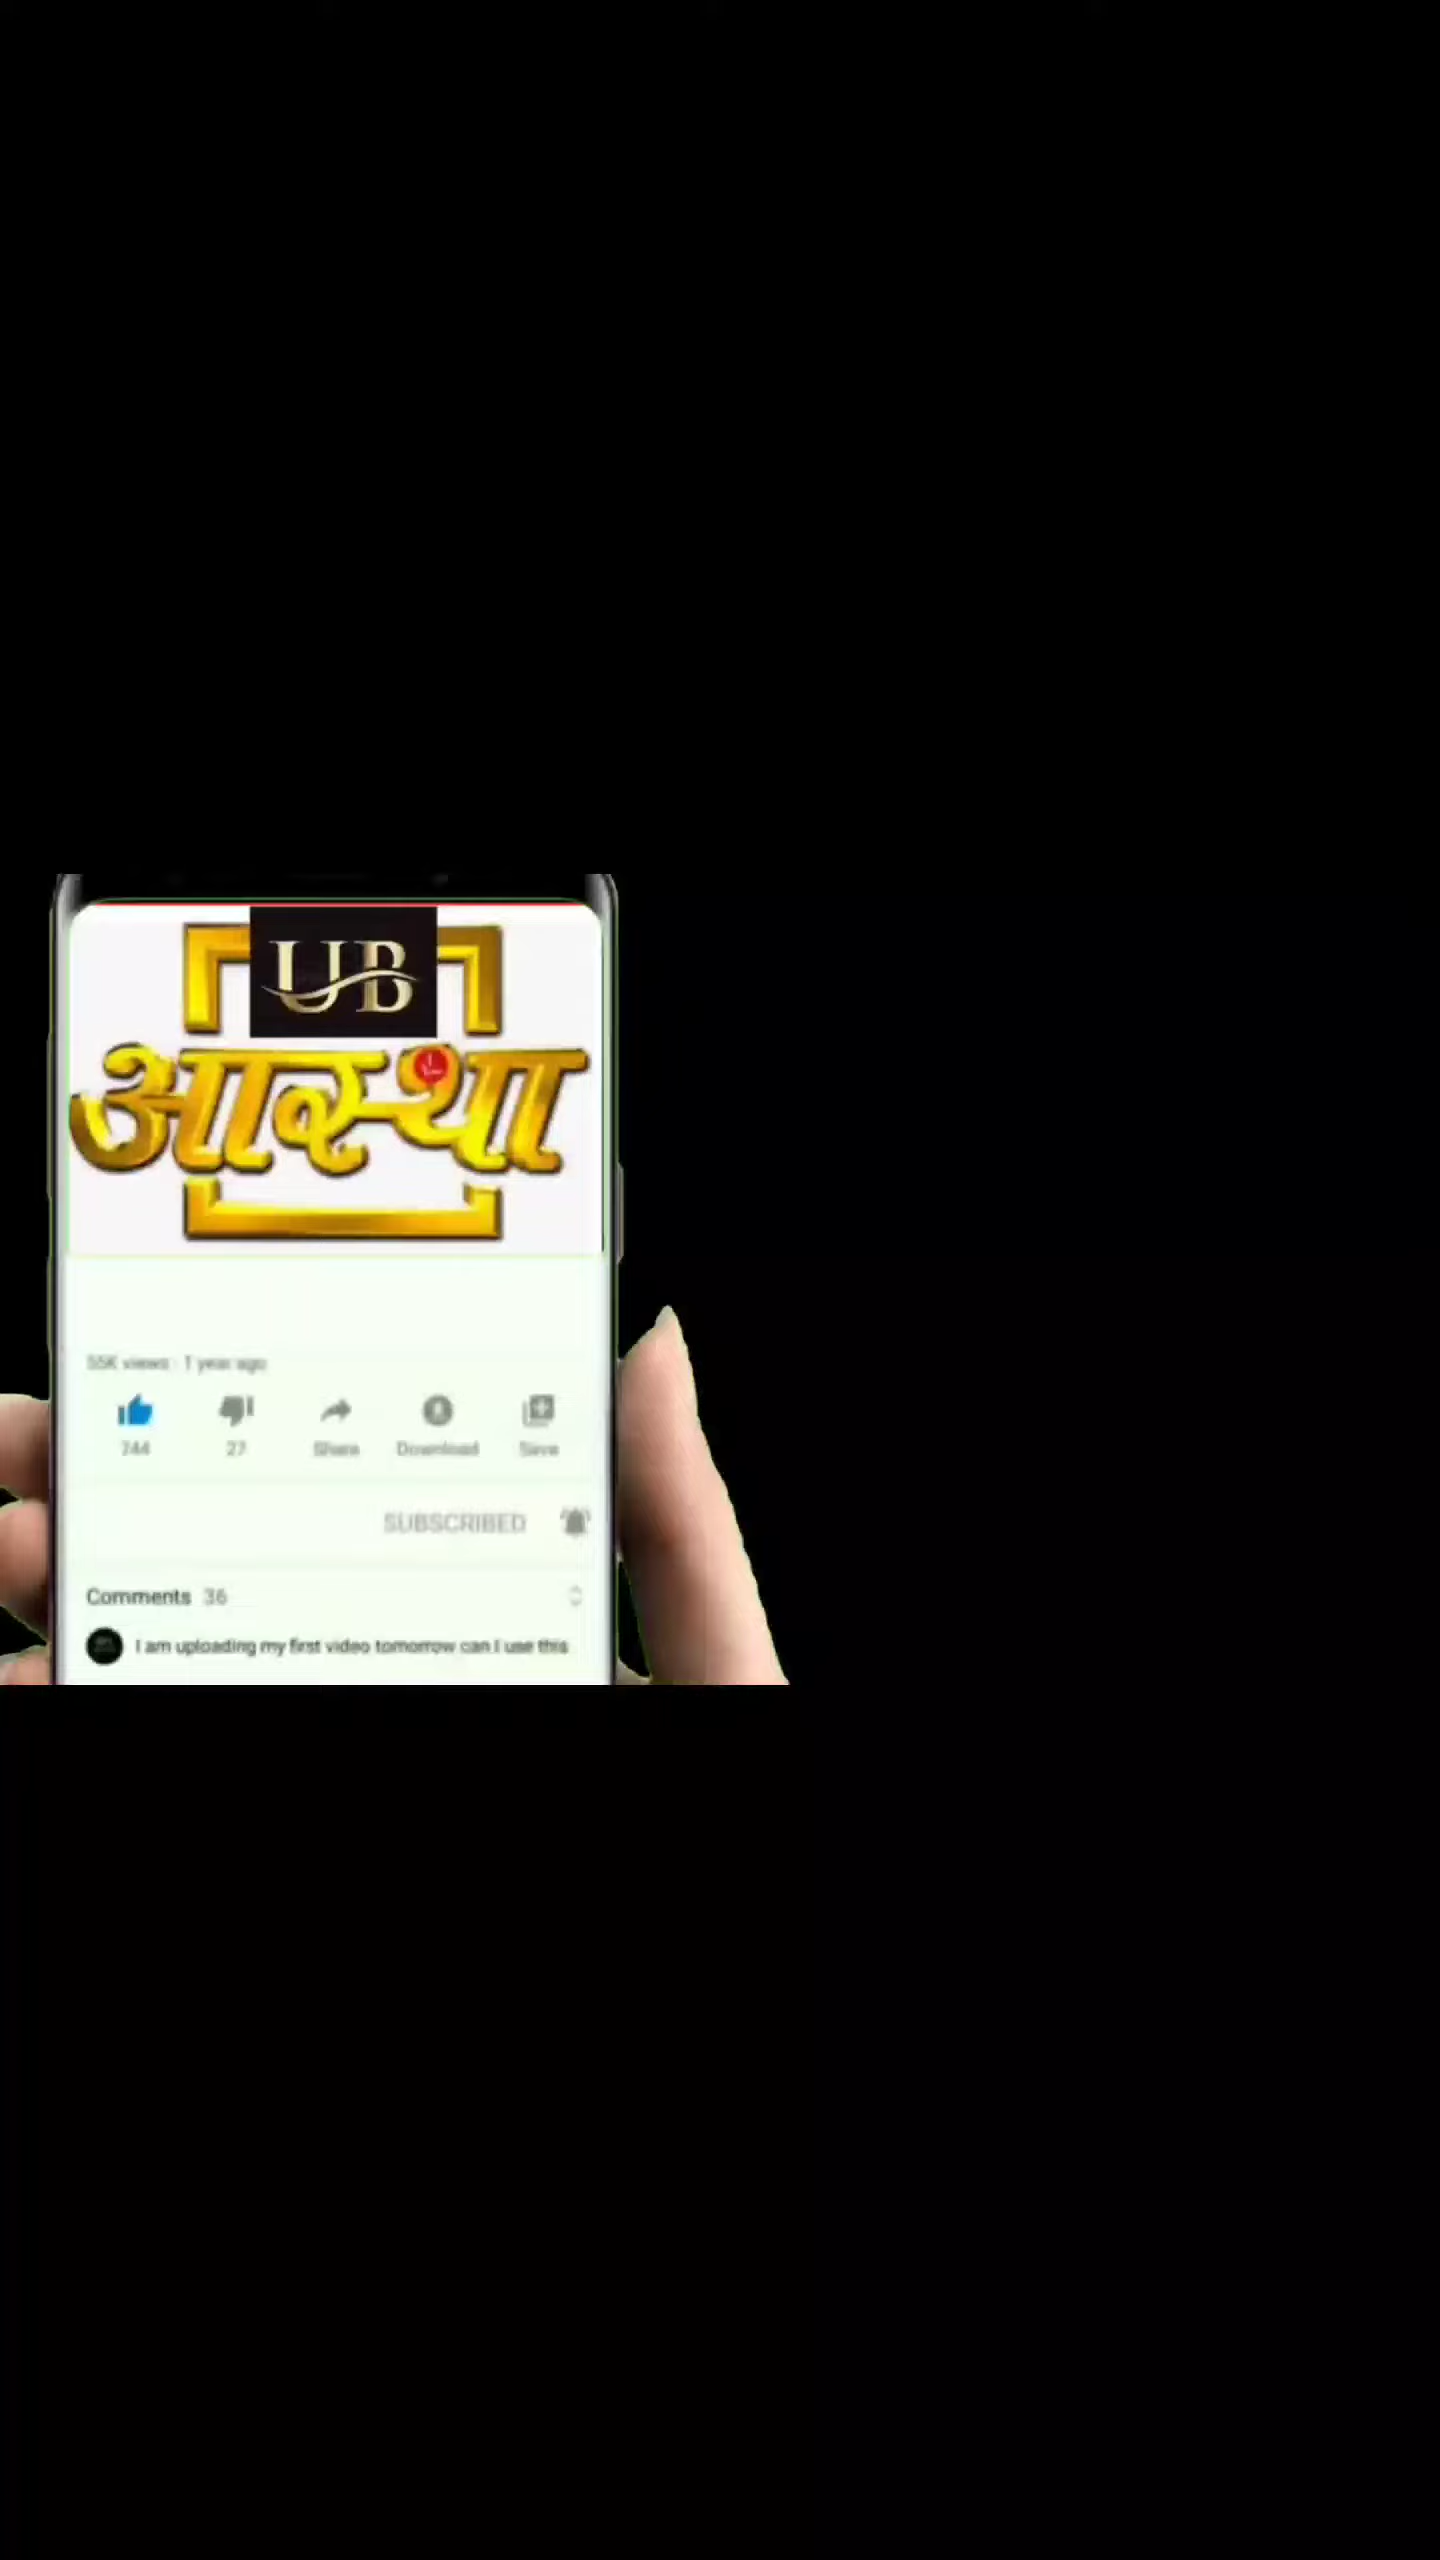 UB
आस्था
55K views · 1 year ago
744 27 Share Download Save
SUBSCRIBED
Comments 36
I am uploading my first video tomorrow can I use this